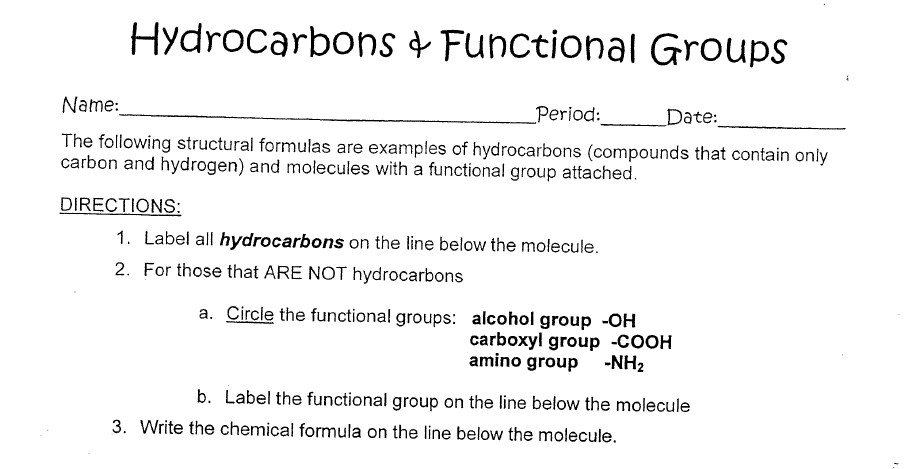 Hydrocarbons & Functional Groups
Name:____________________Period:______Date:____________
The following structural formulas are examples of hydrocarbons (compounds that contain only
carbon and hydrogen) and molecules with a functional group attached.
DIRECTIONS:
1. Label all hydrocarbons on the line below the molecule.
2. For those that ARE NOT hydrocarbons
a. Circle the functional groups: alcohol group -OH
carboxyl group -COOH
amino group -NH₂
b. Label the functional group on the line below the molecule
3. Write the chemical formula on the line below the molecule.